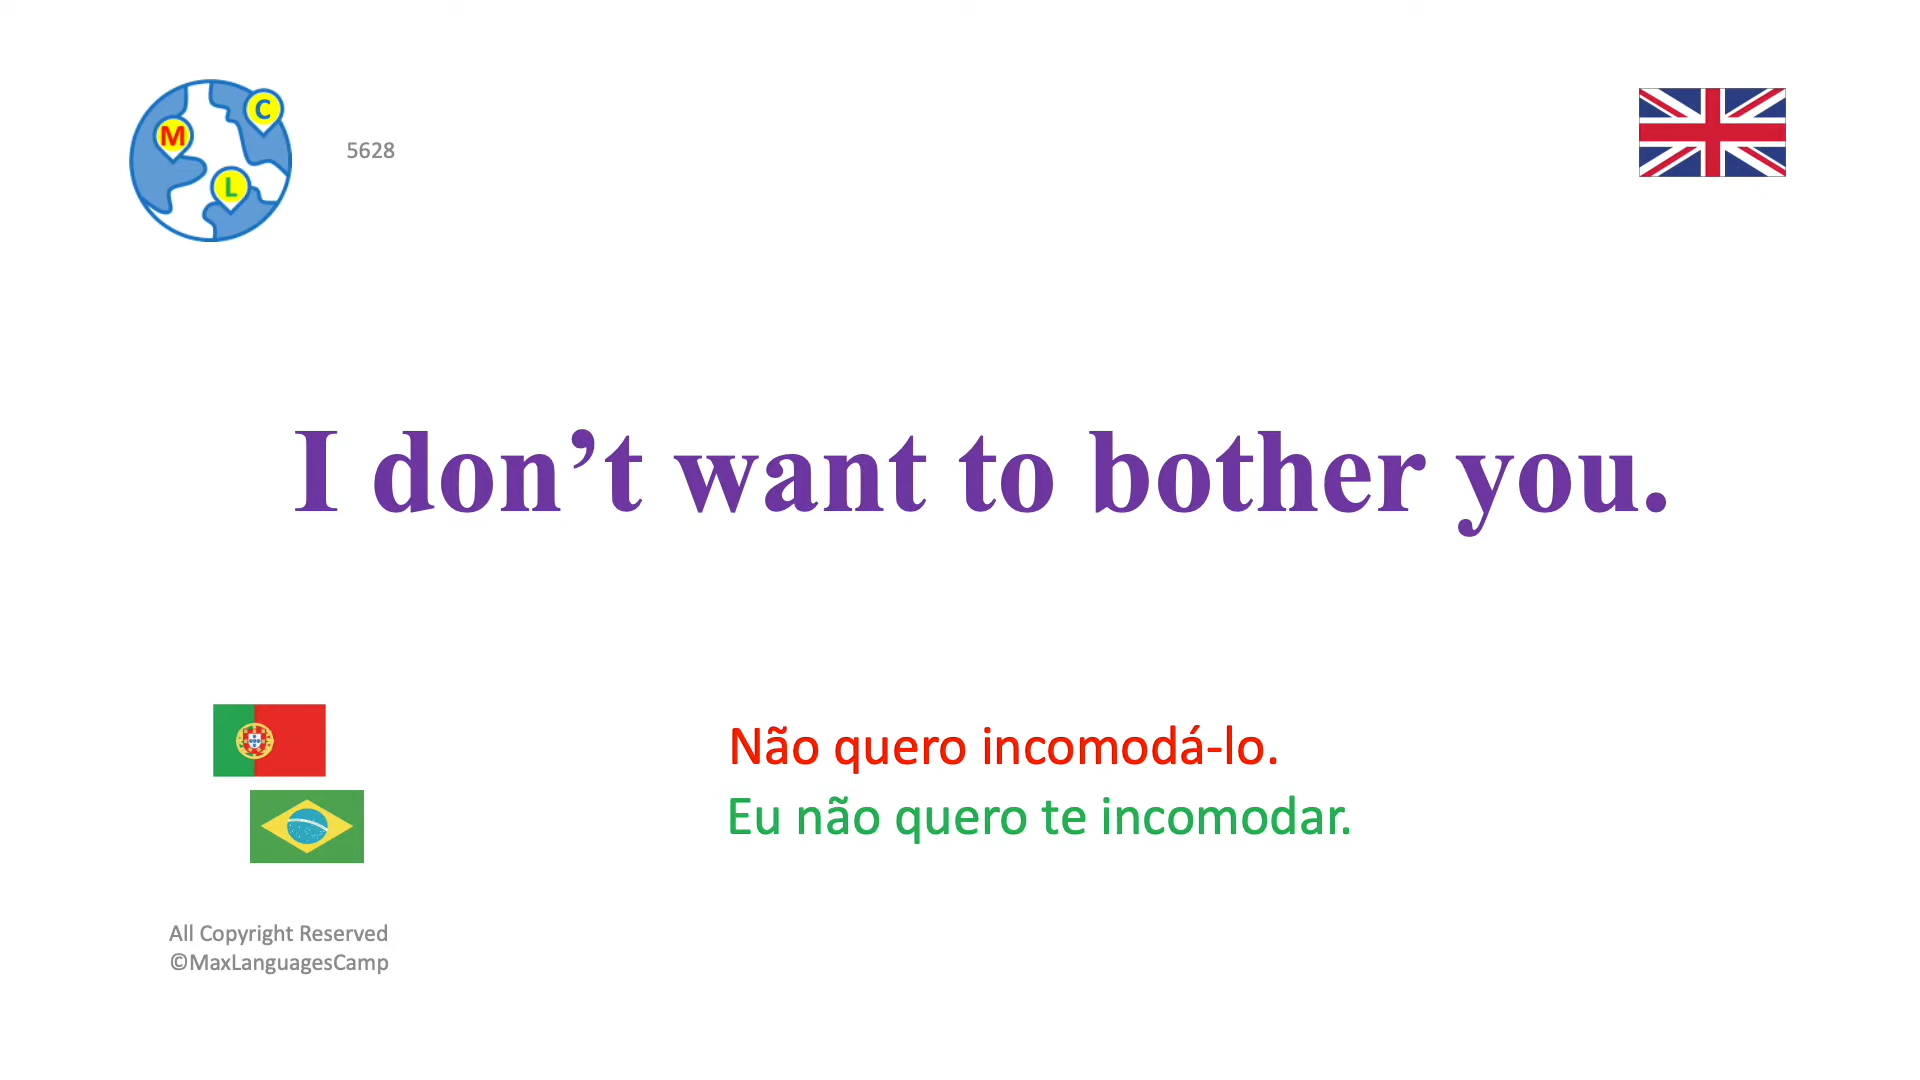 C
M
5628
L
I don’t want to bother you.
Não quero incomodá-lo.
Eu não quero te incomodar.
All Copyright Reserved
©MaxLanguagesCamp